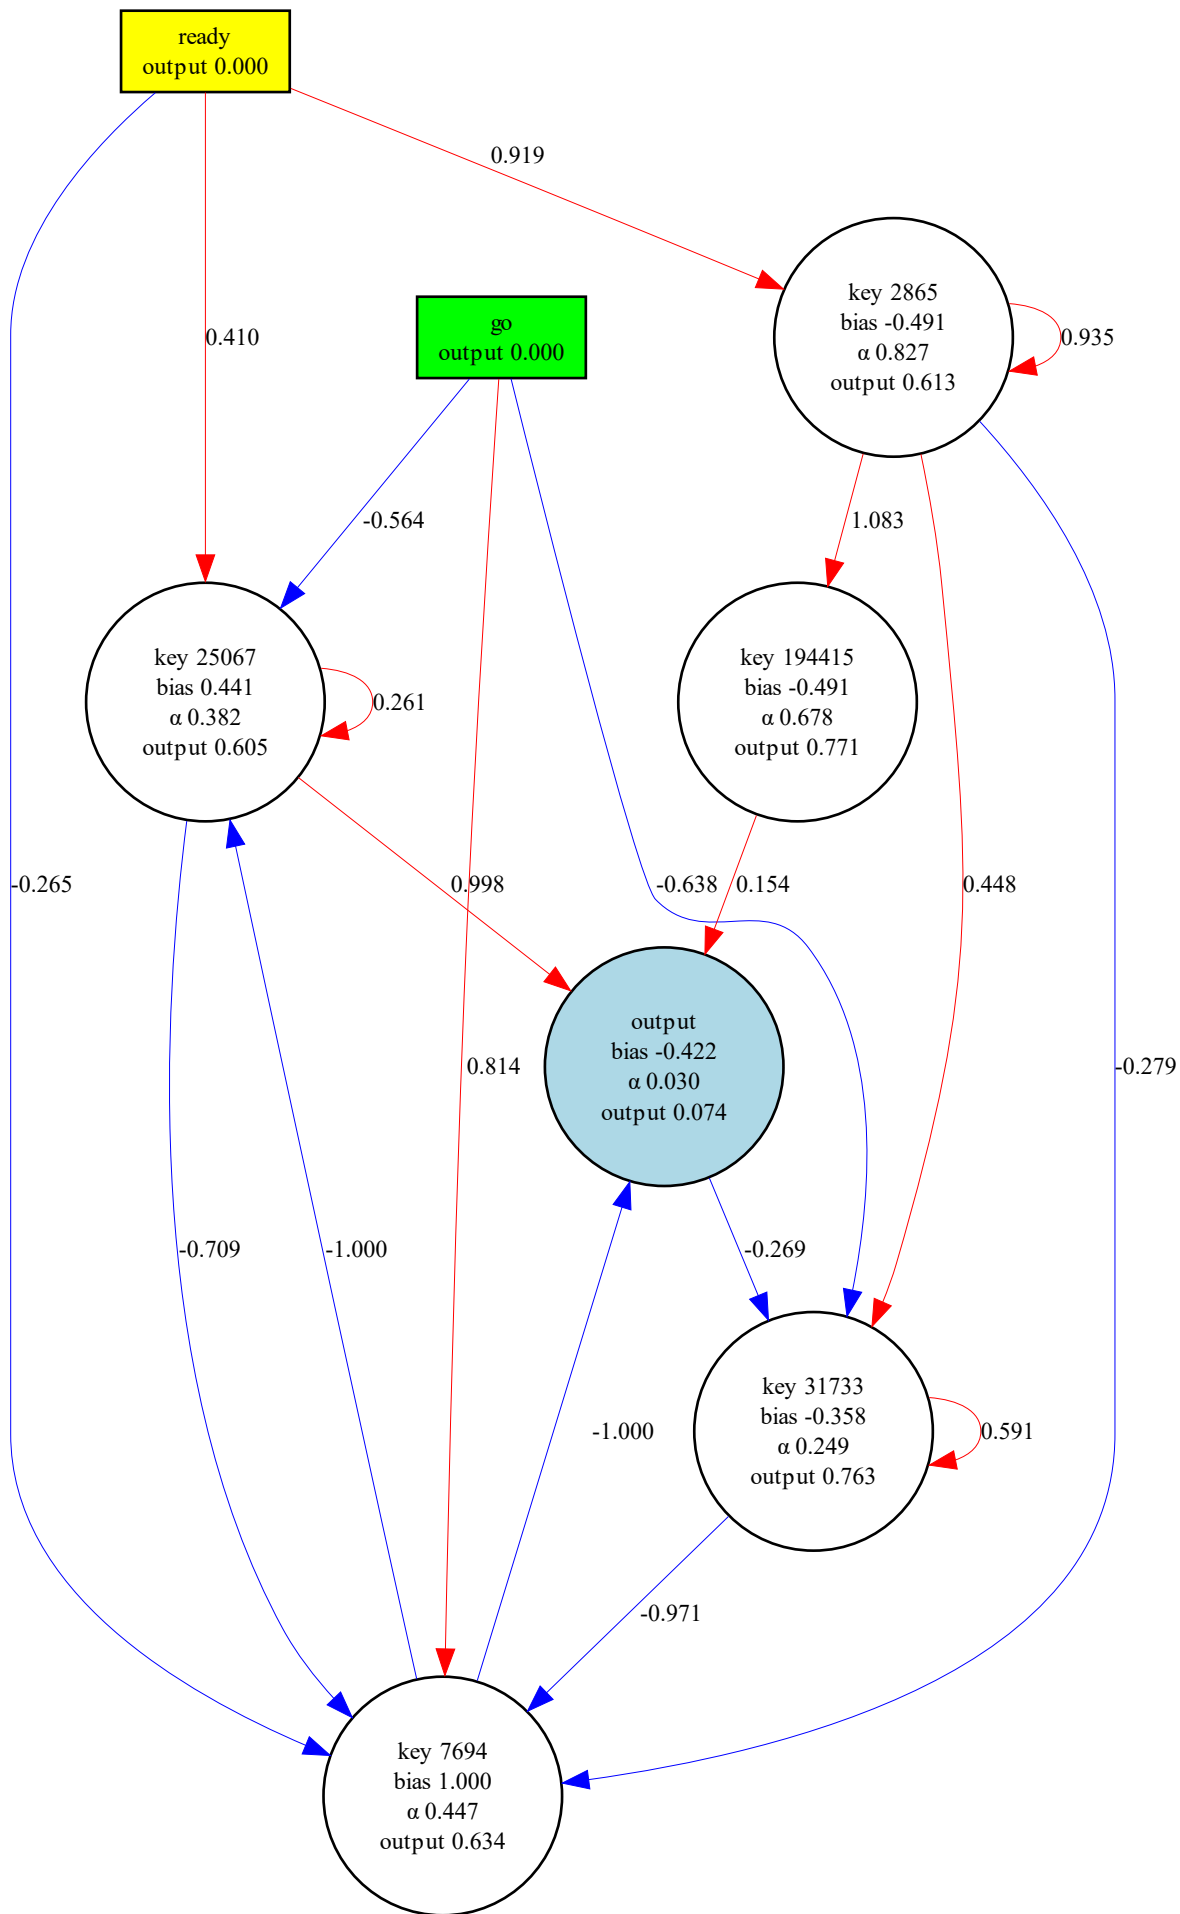 ready
output 0.000
0.919
key 2865
bias -0.491
α 0.827
output 0.613
0.935
go
output 0.000
0.410
-0.564
1.083
key 25067
bias 0.441
α 0.382
output 0.605
0.261
key 194415
bias -0.491
α 0.678
output 0.771
-0.265
0.998
-0.638
0.154
0.448
output
bias -0.422
α 0.030
output 0.074
0.814
-0.279
-0.709
-1.000
-0.269
key 31733
bias -0.358
α 0.249
output 0.763
-1.000
0.591
-0.971
key 7694
bias 1.000
α 0.447
output 0.634